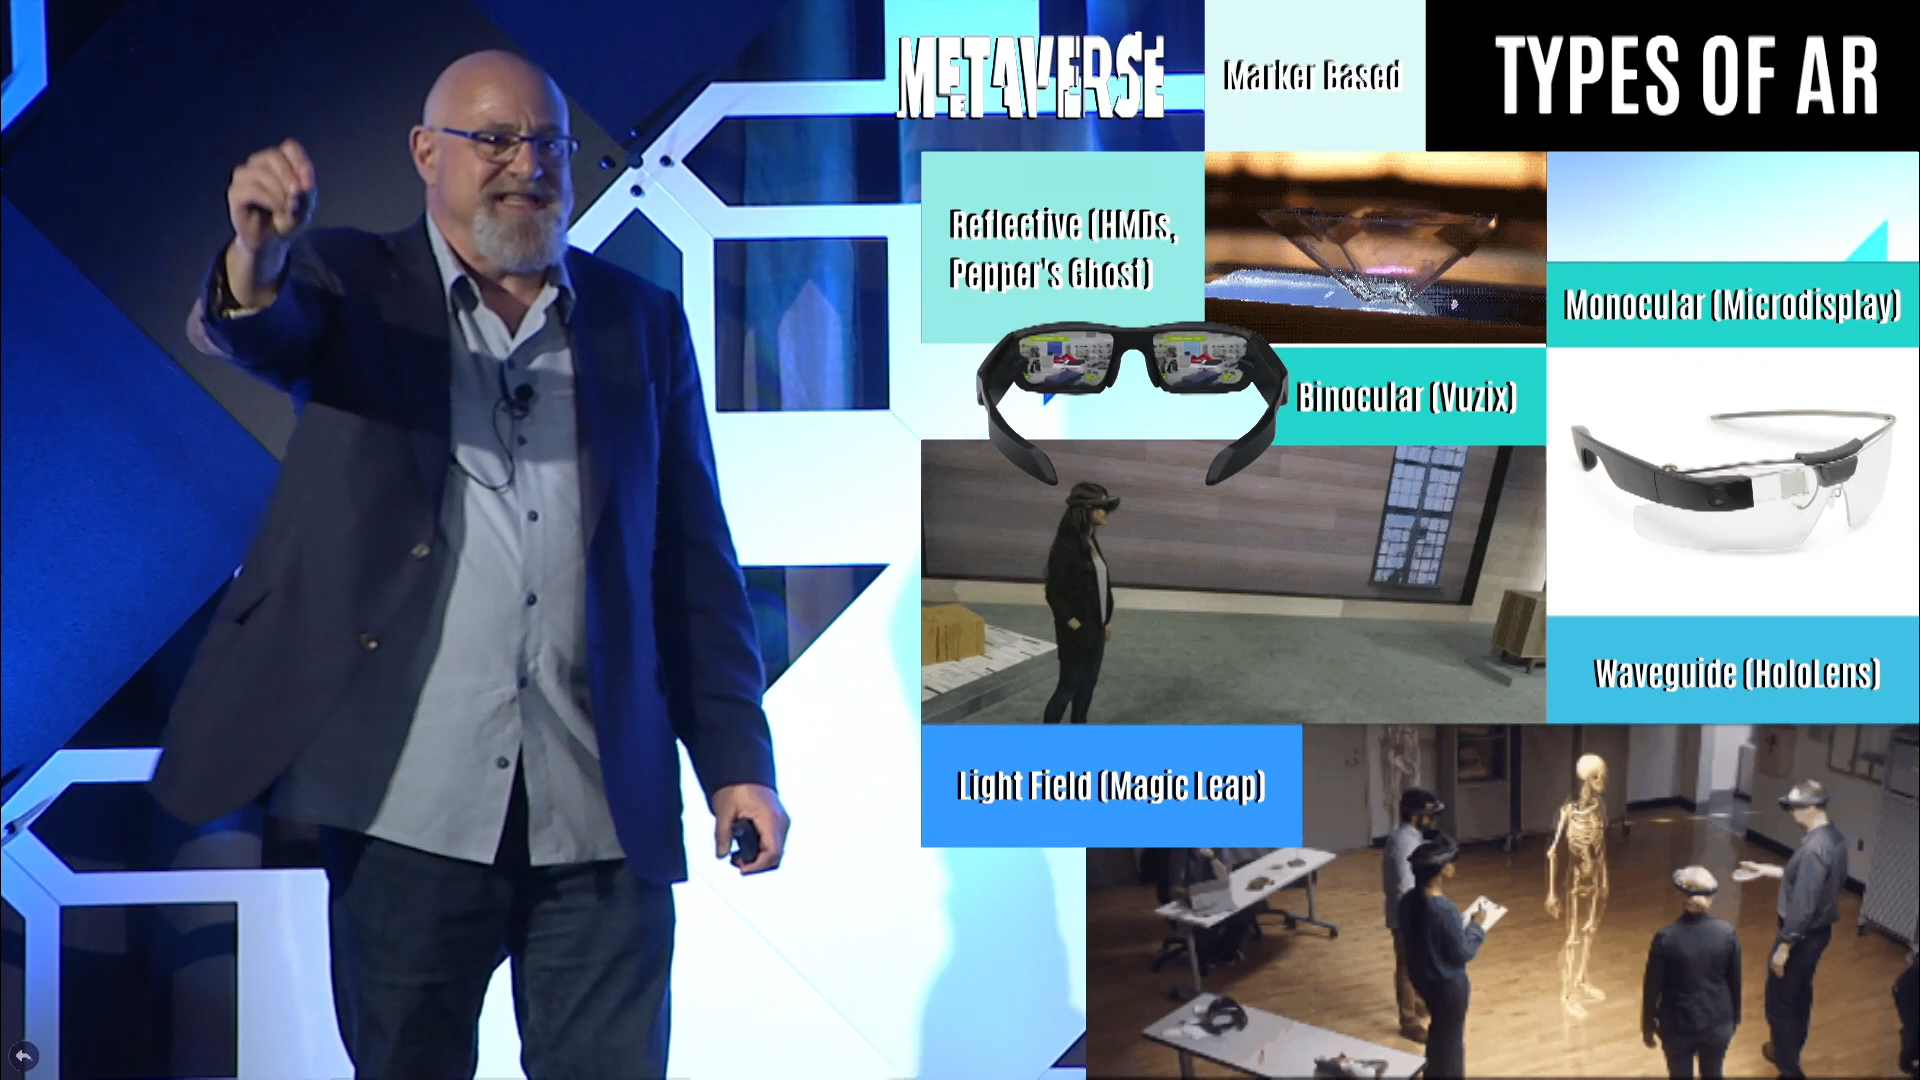 METAVERSE
Marker Based
TYPES OF AR
Reflective (HMDs,
Pepper's Ghost)
Monocular (Microdisplay)
Binocular (Vuzix)
Waveguide (HoloLens)
Light Field (Magic Leap)